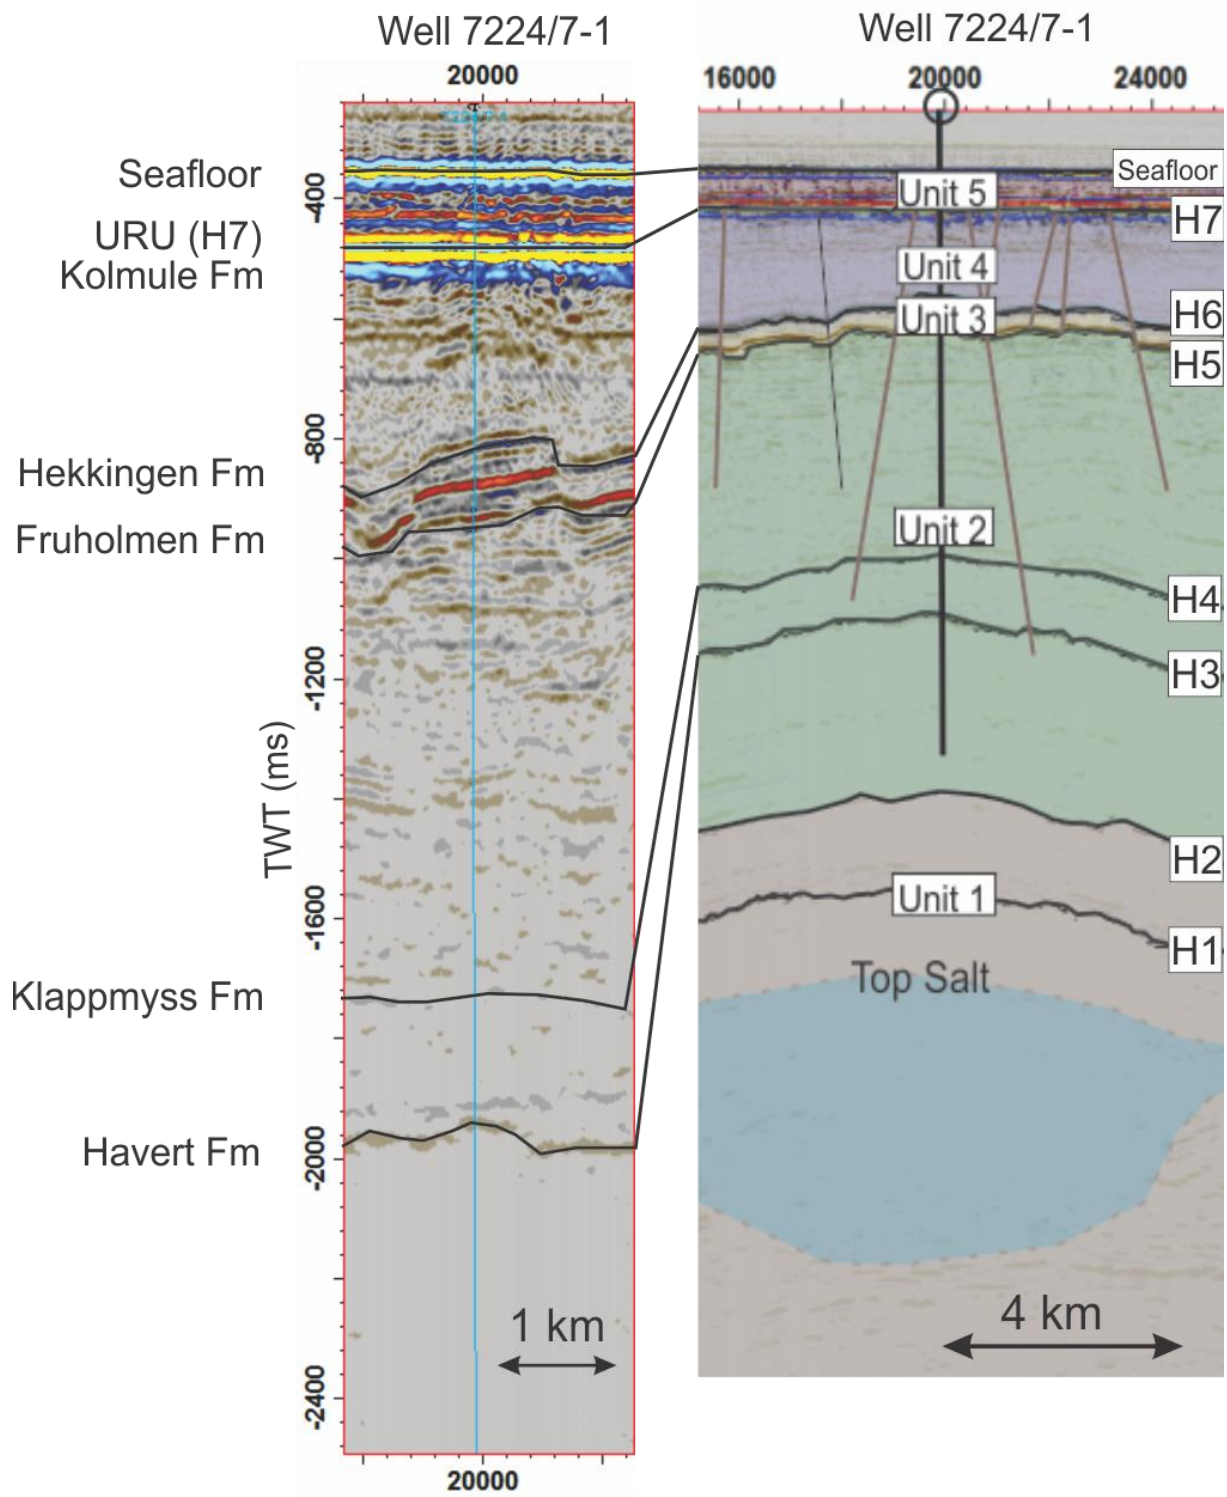 Well 7224/7-1
Well 7224/7-1
20000
16000
20000
24000
7224/7-1
Seafloor
URU (H7)
Kolmule Fm
Hekkingen Fm
Fruholmen Fm
Klappmyss Fm
Havert Fm
TWT (ms)
-400
-800
-1200
-1600
-2000
-2400
1 km
20000
Seafloor
Unit 5
H7
Unit 4
H6
Unit 3
H5
Unit 2
H4
H3
H2
Unit 1
H1
Top Salt
4 km